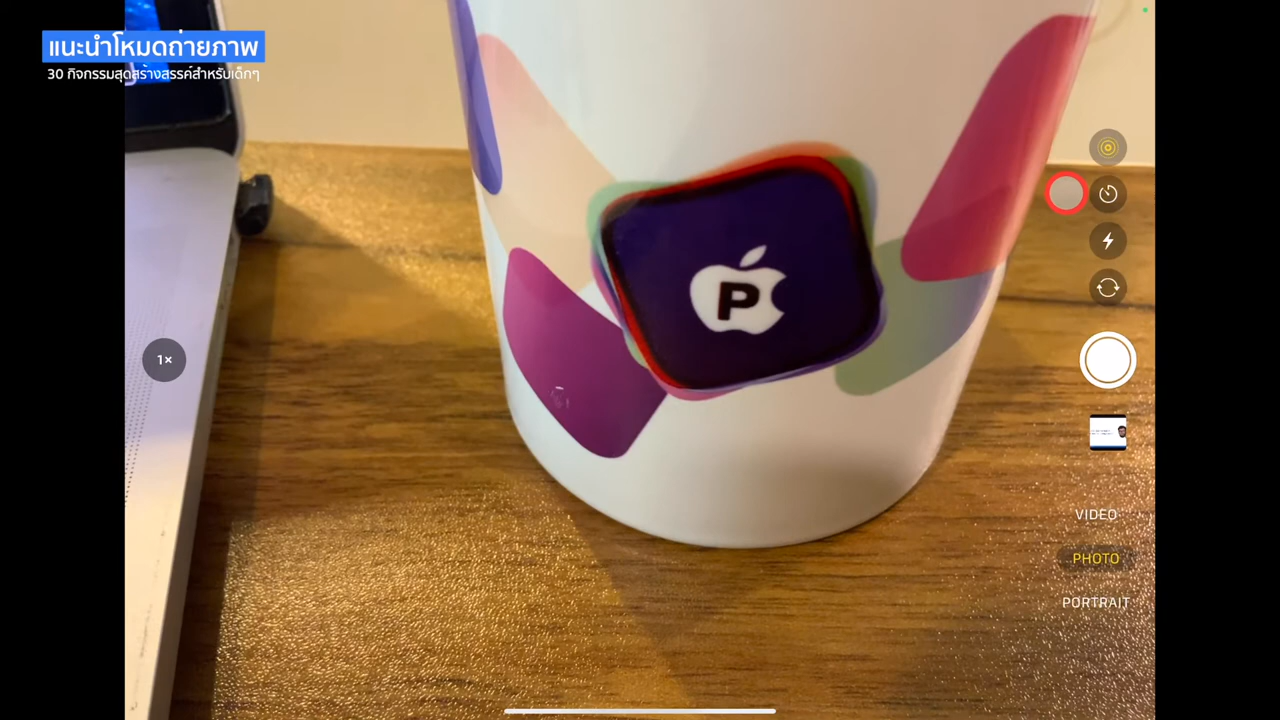 แนะนำโหมดถ่ายภาพ
30 กิจกรรมสุดสร้างสรรค์สำหรับเด็กๆ
P
1×
VIDEO
PHOTO
PORTRAIT